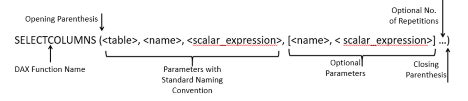 Optional No.
of Repetitions
Opening Parenthesis
SELECTCOLUMNS (<table>, <name>, <scalar_expression>, [<name>, < scalar_expression>] …)
DAX Function Name
Parameters with
Standard Naming
Convention
Optional
Parameters
Closing
Parenthesis